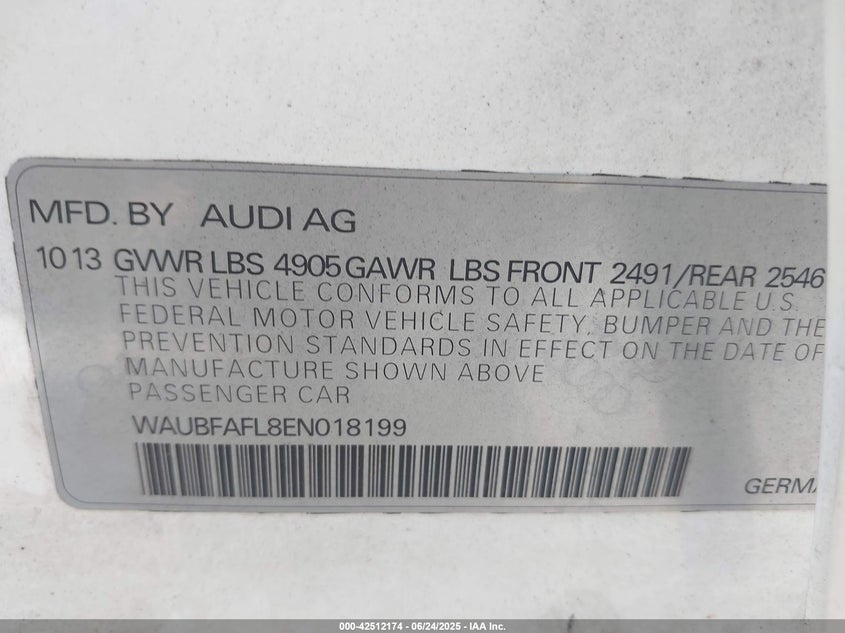 MFD. BY AUDI AG
10 13 GVWR LBS 4905 GAWR LBS FRONT 2491/REAR 2546
THIS VEHICLE CONFORMS TO ALL APPLICABLE U.S.
FEDERAL MOTOR VEHICLE SAFETY, BUMPER AND THE
PREVENTION STANDARDS IN EFFECT ON THE DATE OF
MANUFACTURE SHOWN ABOVE
PASSENGER CAR
WAUBFAFL8EN018199
GERMA
000-42512174 - 06/24/2025 - IAA Inc.